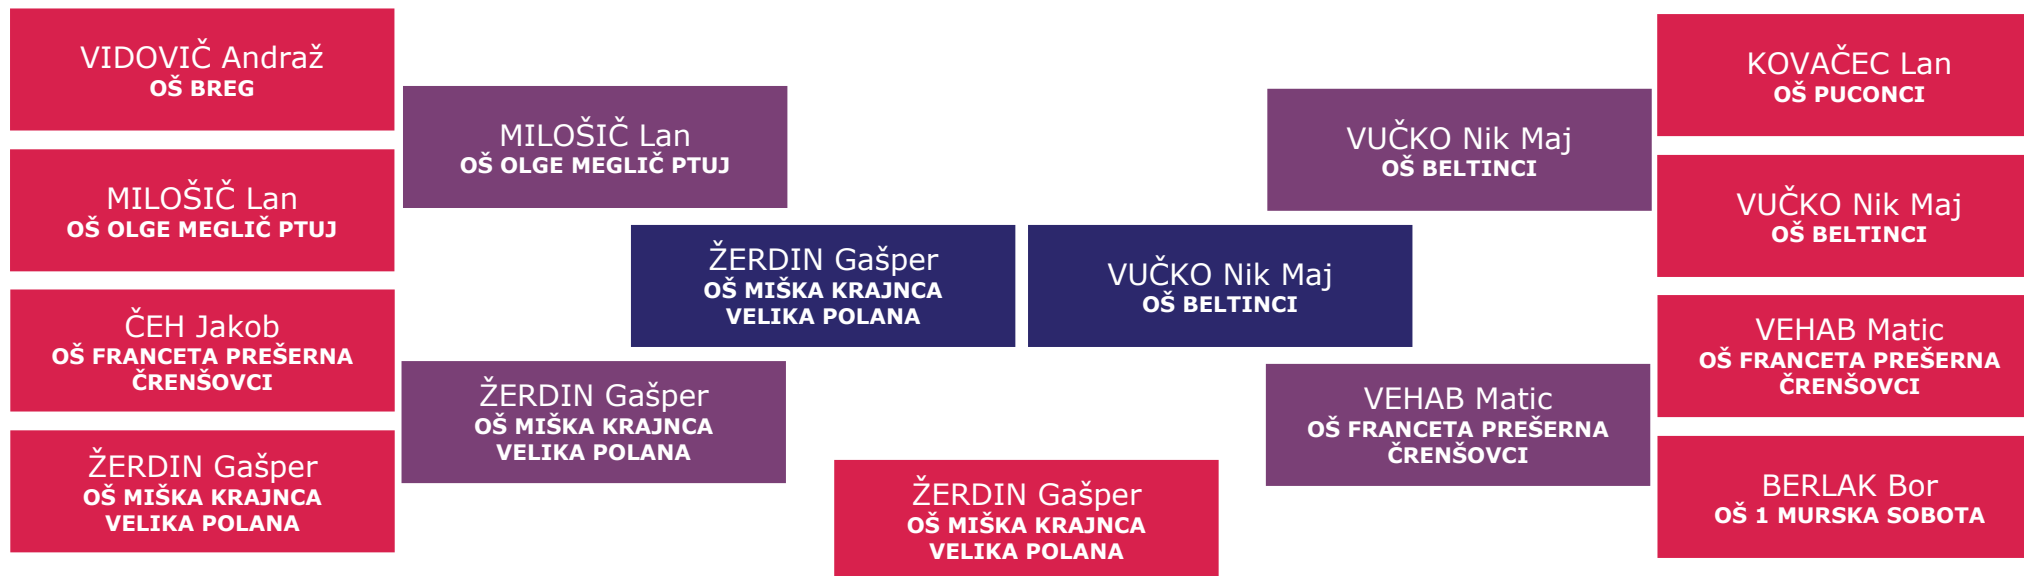 VIDOVIČ Andraž
OŠ BREG
MILOŠIČ Lan
OŠ OLGE MEGLIČ PTUJ
ČEH Jakob
OŠ FRANCETA PREŠERNA
ČRENŠOVCI
ŽERDIN Gašper
OŠ MIŠKA KRAJNCA
VELIKA POLANA
MILOŠIČ Lan
OŠ OLGE MEGLIČ PTUJ
ŽERDIN Gašper
OŠ MIŠKA KRAJNCA
VELIKA POLANA
ŽERDIN Gašper
OŠ MIŠKA KRAJNCA
VELIKA POLANA
VUČKO Nik Maj
OŠ BELTINCI
ŽERDIN Gašper
OŠ MIŠKA KRAJNCA
VELIKA POLANA
VUČKO Nik Maj
OŠ BELTINCI
VEHAB Matic
OŠ FRANCETA PREŠERNA
ČRENŠOVCI
KOVAČEC Lan
OŠ PUCONCI
VUČKO Nik Maj
OŠ BELTINCI
VEHAB Matic
OŠ FRANCETA PREŠERNA
ČRENŠOVCI
BERLAK Bor
OŠ 1 MURSKA SOBOTA